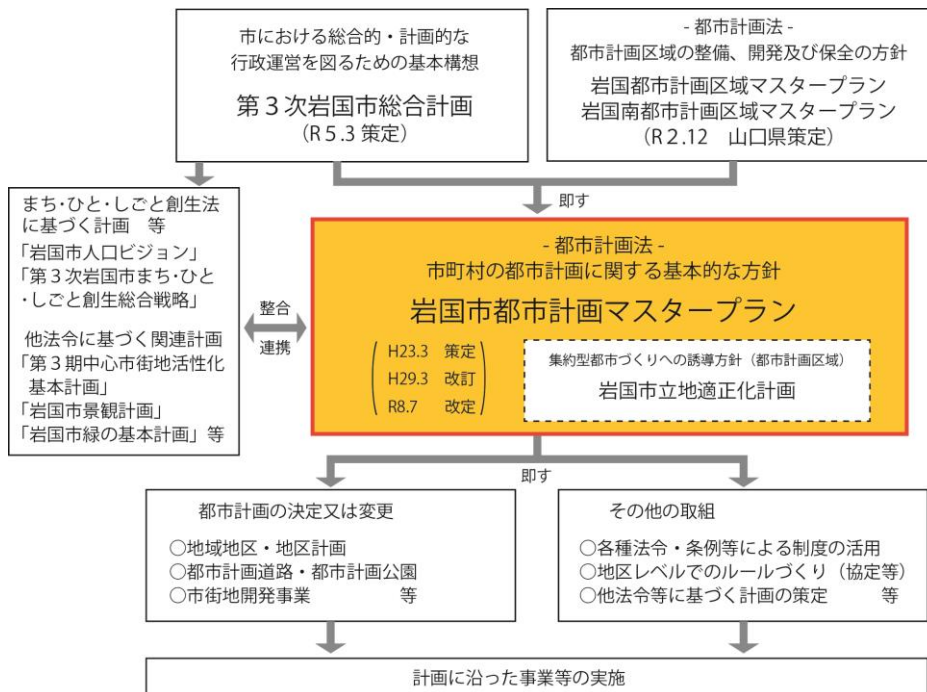 市における総合的・計画的な
行政運営を図るための基本構想
第3次岩国市総合計画
(R5.3 策定)
- 都市計画法 -
都市計画区域の整備、開発及び保全の方針
岩国都市計画区域マスタープラン
岩国南都市計画区域マスタープラン
(R2.12 山口県策定)
即す
まち・ひと・しごと創生法
に基づく計画 等
「岩国市人口ビジョン」
「第3次岩国市まち・ひと
・しごと創生総合戦略」
他法令に基づく関連計画
「第3期中心市街地活性化
基本計画」
「岩国市景観計画」
「岩国市緑の基本計画」等
整合
連携
- 都市計画法 -
市町村の都市計画に関する基本的な方針
岩国市都市計画マスタープラン
H23.3 策定
H29.3 改訂
R8.7 改定
集約型都市づくりへの誘導方針(都市計画区域)
岩国市立地適正化計画
即す
都市計画の決定又は変更
○地域地区・地区計画
○都市計画道路・都市計画公園
○市街地開発事業 等
その他の取組
○各種法令・条例等による制度の活用
○地区レベルでのルールづくり(協定等)
○他法令等に基づく計画の策定 等
計画に沿った事業等の実施